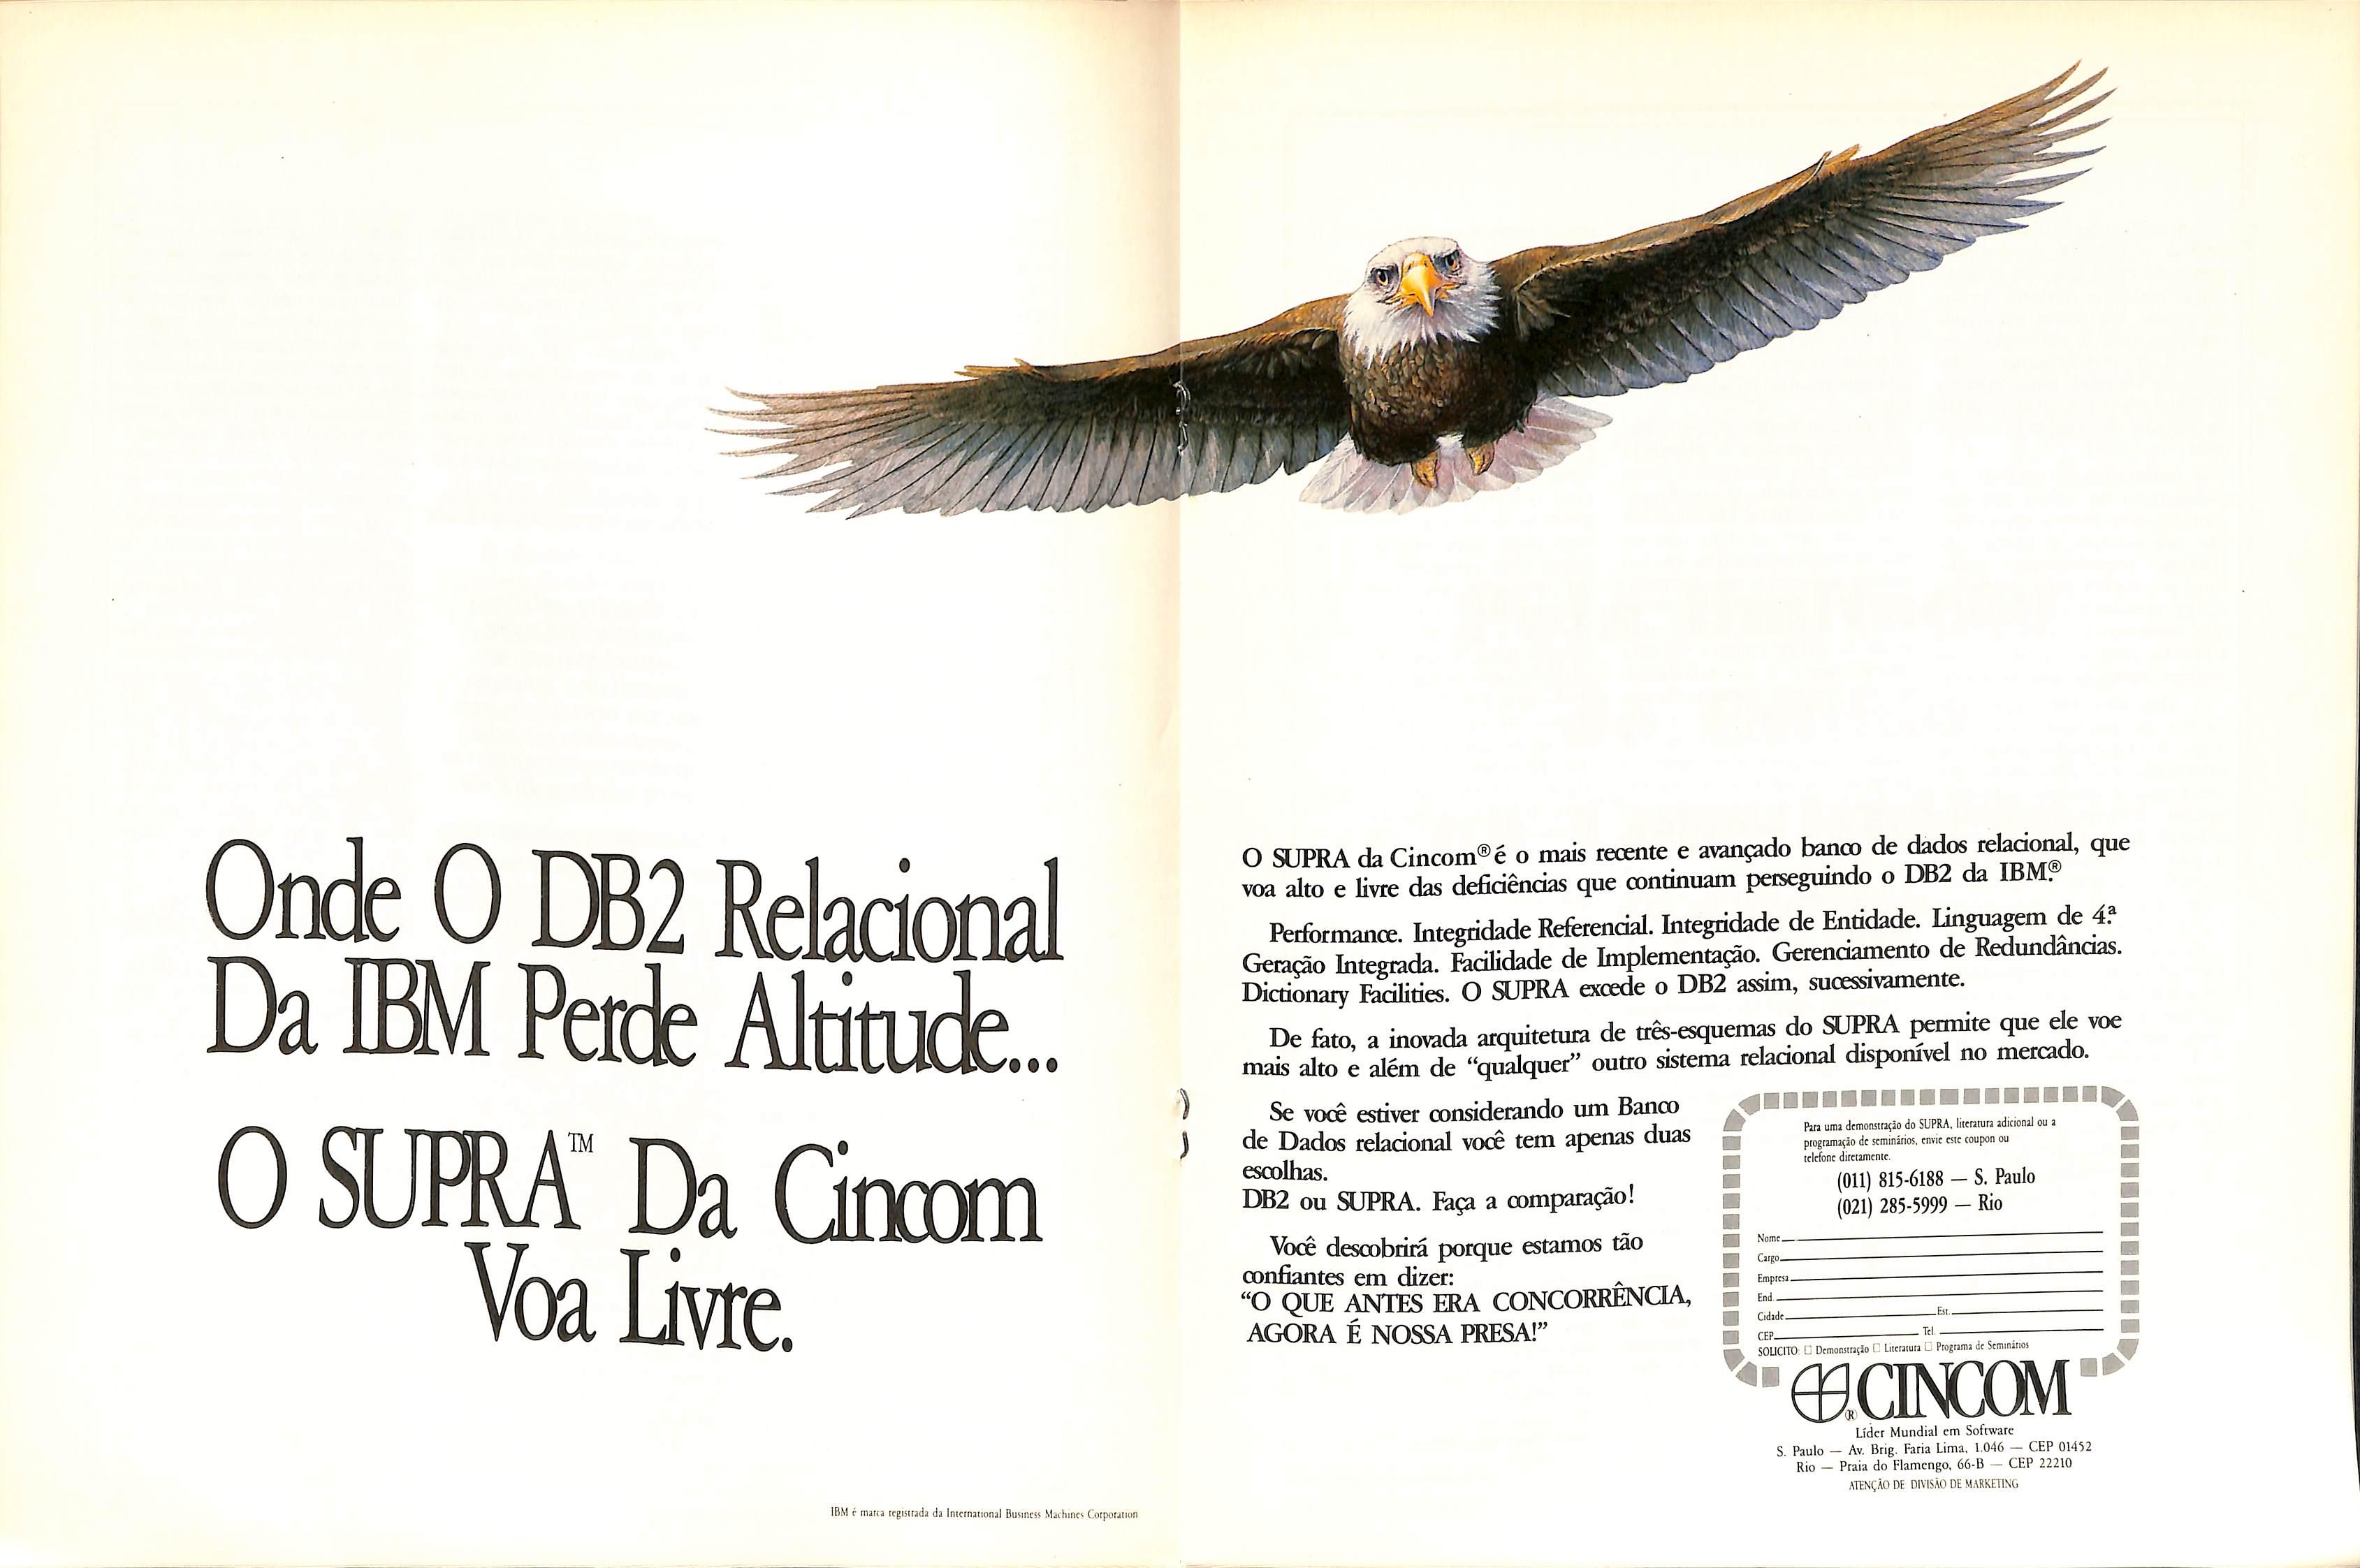 Onde O DB2 Relacional
Da IBM Perde Altitude...
O SUPRA™ Da Cincom
Voa Livre.
IBM é marca registrada da International Business Machines Corporation
O SUPRA da Cincom® é o mais recente e avançado banco de dados relacional, que
voa alto e livre das deficiências que continuam perseguindo o DB2 da IBM.®
Performance. Integridade Referencial. Integridade de Entidade. Linguagem de 4.ª
Geração Integrada. Facilidade de Implementação. Gerenciamento de Redundâncias.
Dictionary Facilities. O SUPRA excede o DB2 assim, sucessivamente.
De fato, a inovada arquitetura de três-esquemas do SUPRA permite que ele voe
mais alto e além de “qualquer” outro sistema relacional disponível no mercado.
Se você estiver considerando um Banco
de Dados relacional você tem apenas duas
escolhas.
DB2 ou SUPRA. Faça a comparação!
Você descobrirá porque estamos tão
confiantes em dizer:
“O QUE ANTES ERA CONCORRÊNCIA,
AGORA É NOSSA PRESA!”
Para uma demonstração do SUPRA, literatura adicional ou a
programação de seminários, envie este coupon ou
telefone diretamente.
(011) 815-6188 — S. Paulo
(021) 285-5999 — Rio
Nome
Cargo
Empresa
End.
Cidade Est.
CEP Tel.
SOLICITO: □ Demonstração □ Literatura □ Programa de Seminários
® CINCOM
Líder Mundial em Software
S. Paulo — Av. Brig. Faria Lima, 1.046 — CEP 01452
Rio — Praia do Flamengo, 66-B — CEP 22210
ATENÇÃO DE DIVISÃO DE MARKETING